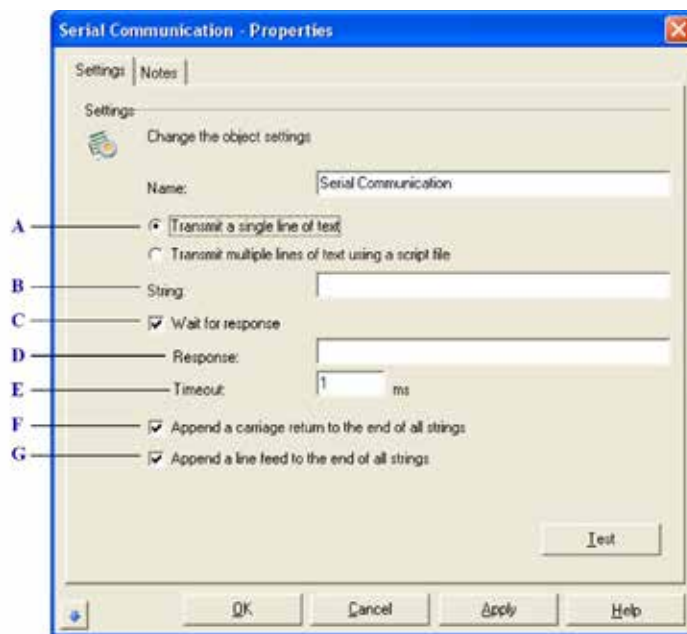 Serial Communication - Properties
Settings Notes
Settings
Change the object settings
Name: Serial Communication
A Transmit a single line of text
Transmit multiple lines of text using a script file
B String:
C Wait for response
D Response:
E Timeout: 1 ms
F Append a carriage return to the end of all strings
G Append a line feed to the end of all strings
Test
OK Cancel Apply Help